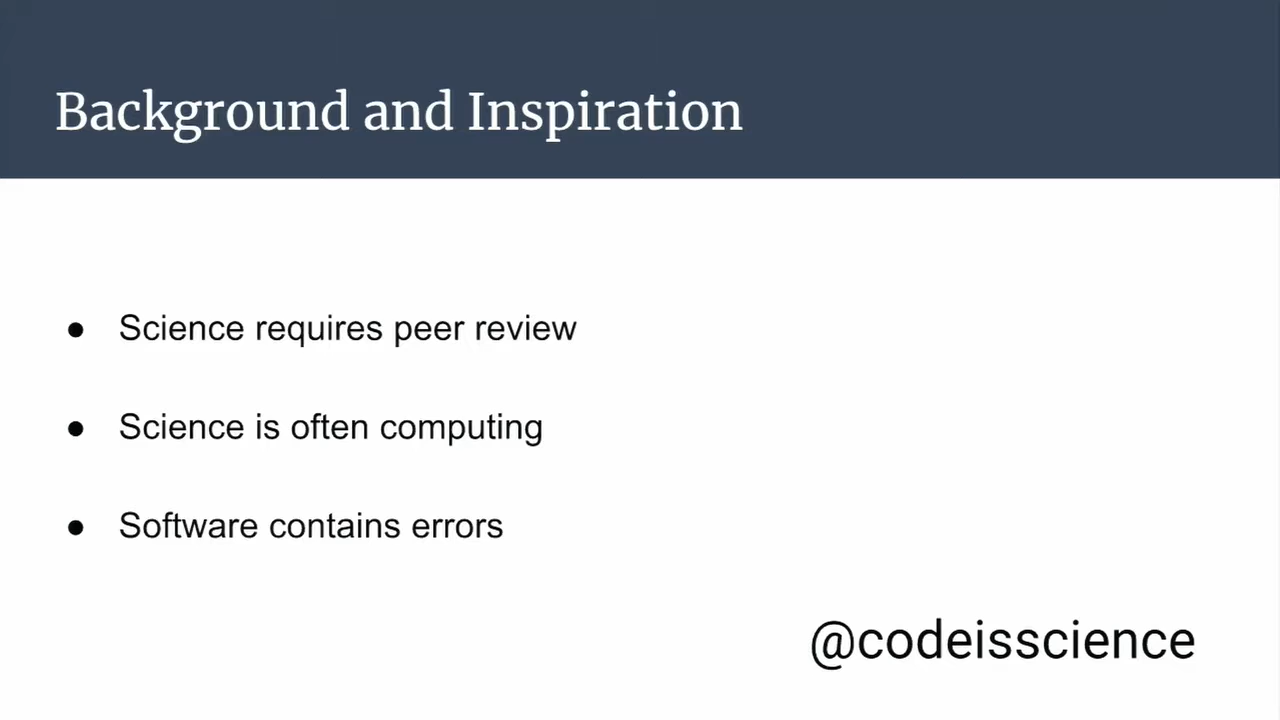 Background and Inspiration
● Science requires peer review
● Science is often computing
● Software contains errors
@codeisscience